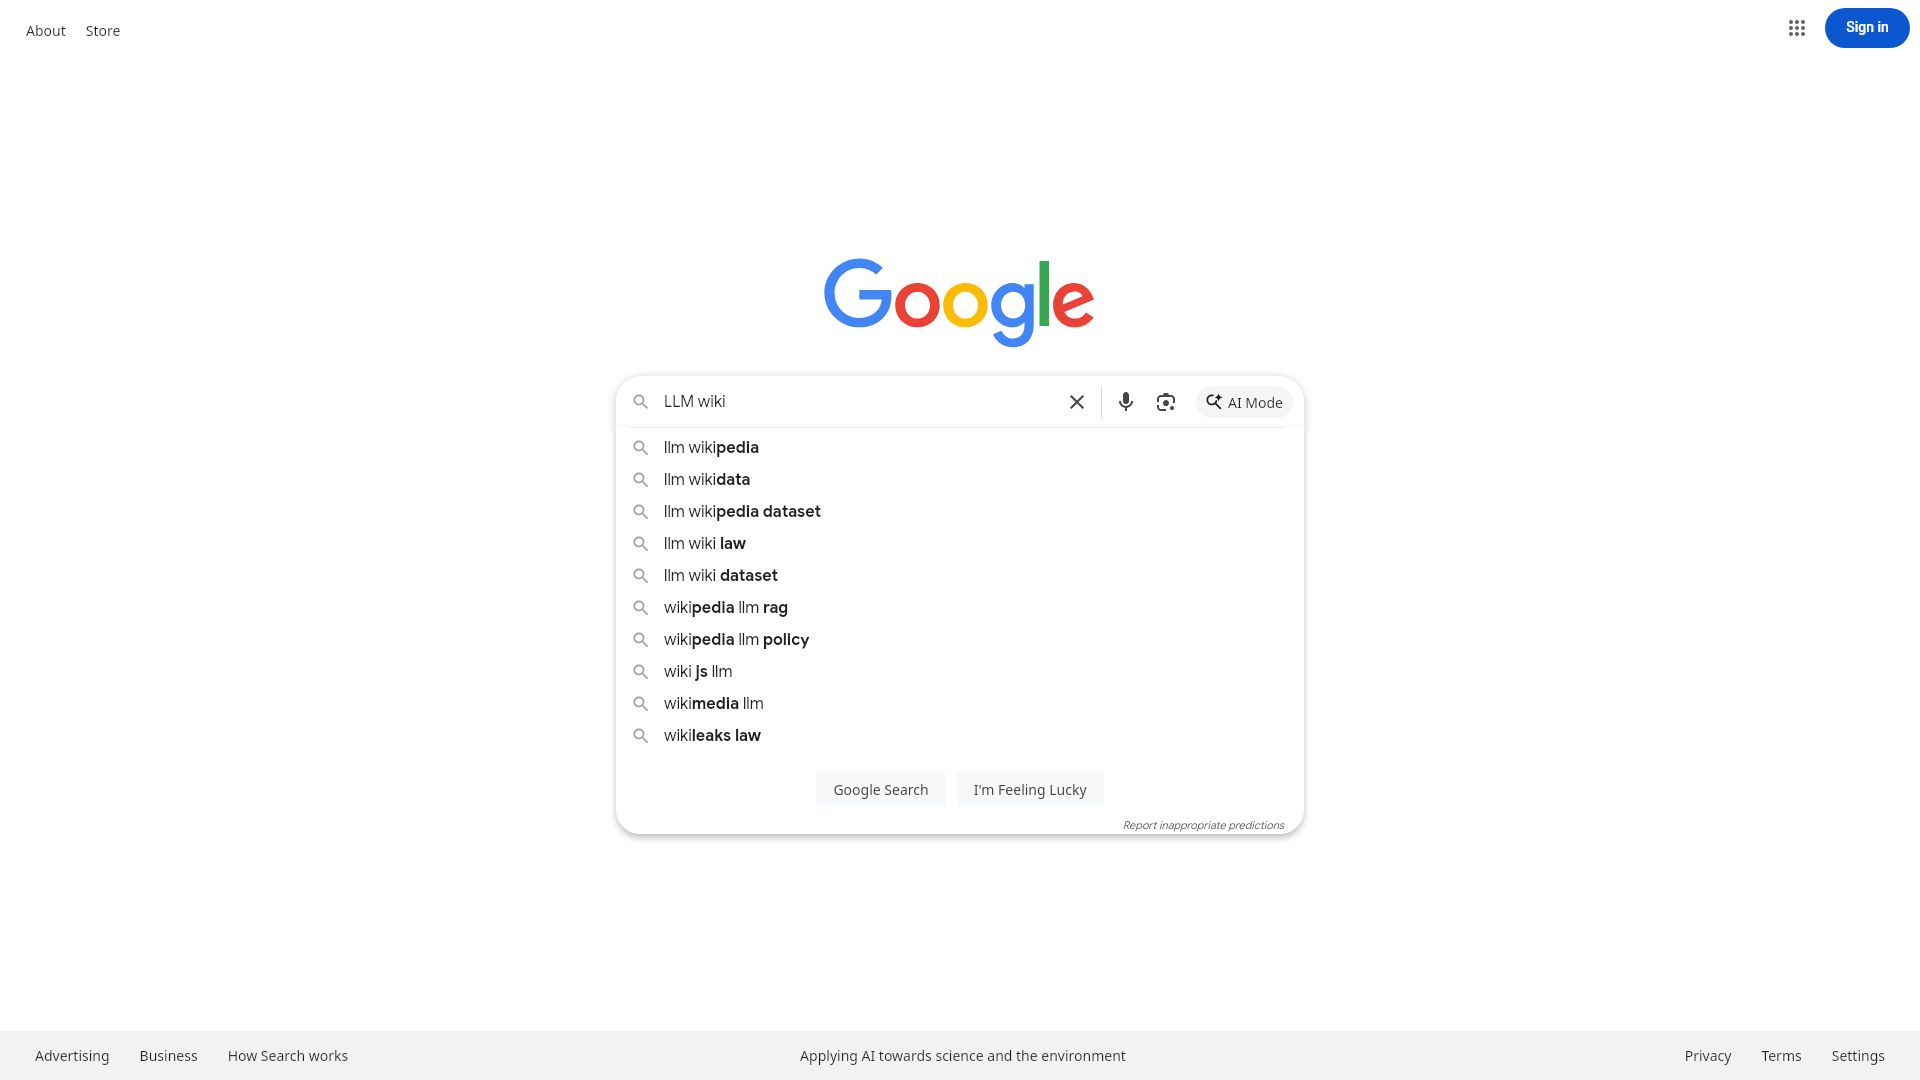 About Store
Sign in
Google
LLM wiki
AI Mode
llm wikipedia
llm wikidata
llm wikipedia dataset
llm wiki law
llm wiki dataset
wikipedia llm rag
wikipedia llm policy
wiki js llm
wikimedia llm
wikileaks law
Google Search I'm Feeling Lucky
Report inappropriate predictions
Advertising Business How Search works Applying AI towards science and the environment Privacy Terms Settings